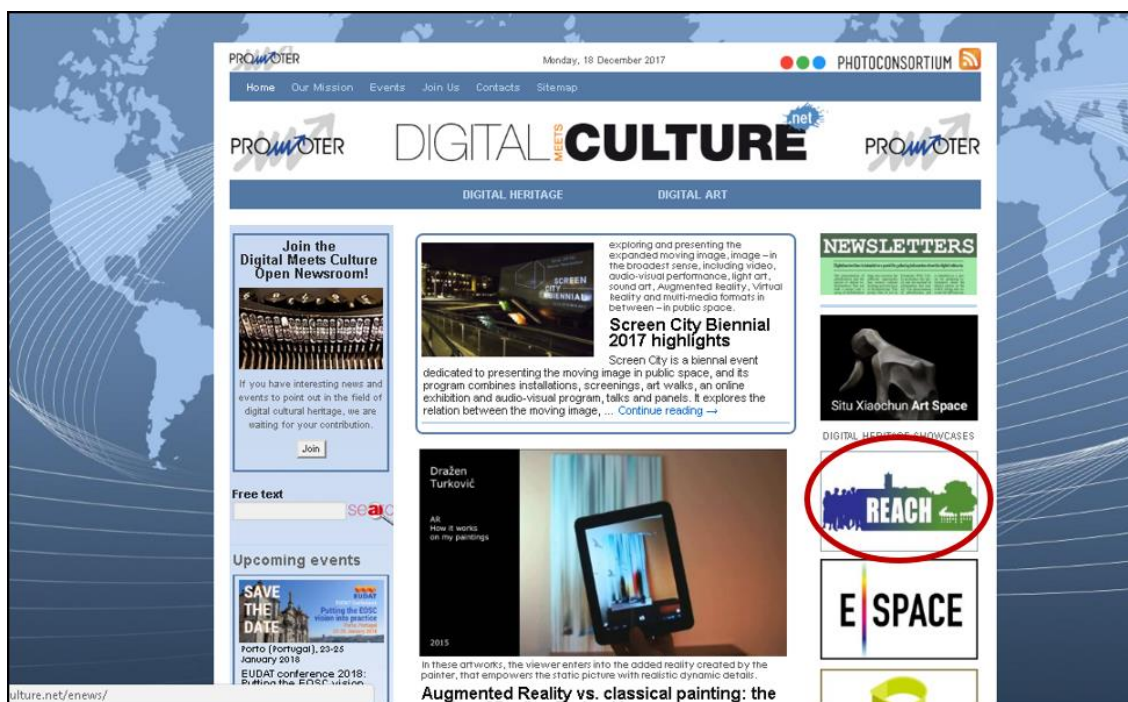 PROMOTER
Monday, 18 December 2017
PHOTOCONSORTIUM
Home Our Mission Events Join Us Contacts Sitemap
PROMOTER
DIGITAL MEETS CULTURE .net
PROMOTER
DIGITAL HERITAGE DIGITAL ART
Join the
Digital Meets Culture
Open Newsroom!
If you have interesting news and
events to point out in the field of
digital cultural heritage, we are
waiting for your contribution.
Join
Free text
search
Upcoming events
SAVE
THE
DATE
EUDAT
Putting the EOSC
vision into practice
Porto (Portugal), 23-25
January 2018
EUDAT conference 2018:
Putting the EOSC vision
SCREEN
CITY
BIENNIAL
exploring and presenting the
expanded moving image, image – in
the broadest sense, including video,
audio-visual performance, light art,
sound art, Augmented Reality, Virtual
Reality and multi-media formats in
between – in public space.
Screen City Biennial
2017 highlights
Screen City is a biennal event
dedicated to presenting the moving image in public space, and its
program combines installations, screenings, art walks, an online
exhibition and audio-visual program, talks and panels. It explores the
relation between the moving image, ... Continue reading →
Dražen
Turković
AR
How it works
on my paintings
2015
In these artworks, the viewer enters into the added reality created by the
painter, that empowers the static picture with realistic dynamic details.
Augmented Reality vs. classical painting: the
NEWSLETTERS
Situ Xiaochun Art Space
DIGITAL HERITAGE SHOWCASES
REACH
E SPACE
ulture.net/enews/